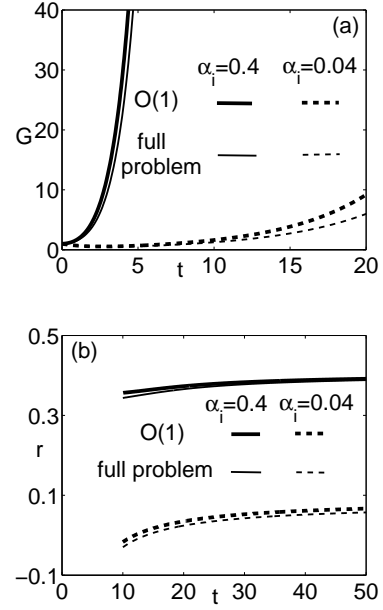 40
(a)
α_i=0.4 α_i=0.04
30
O(1)
G20
full
problem
10
0
0 5 10 15 20
t
0.5
(b)
0.3
α_i=0.4 α_i=0.04
O(1)
r
full problem
0.1
−0.1
0 10 20 30 40 50
t